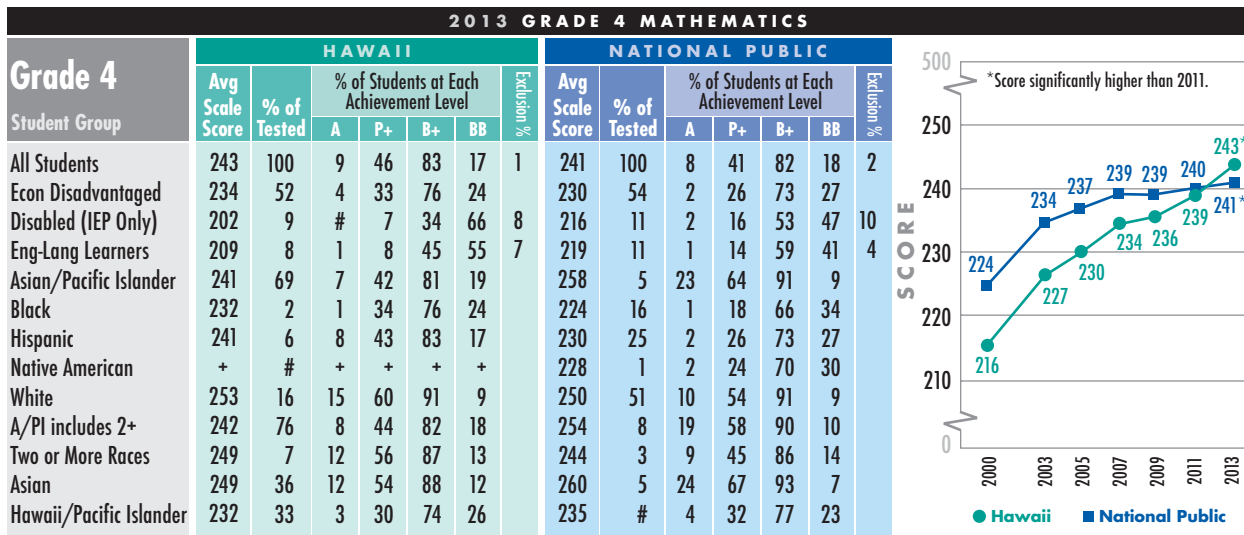 2013 GRADE 4 MATHEMATICS
Grade 4
Student Group
HAWAII
Avg Scale Score
% of Tested
% of Students at Each Achievement Level
A P+ B+ BB
Exclusion %
NATIONAL PUBLIC
Avg Scale Score
% of Tested
% of Students at Each Achievement Level
A P+ B+ BB
Exclusion %
All Students 243 100 9 46 83 17 1 241 100 8 41 82 18 2
Econ Disadvantaged 234 52 4 33 76 24 230 54 2 26 73 27
Disabled (IEP Only) 202 9 # 7 34 66 8 216 11 2 16 53 47 10
Eng-Lang Learners 209 8 1 8 45 55 7 219 11 1 14 59 41 4
Asian/Pacific Islander 241 69 7 42 81 19 258 5 23 64 91 9
Black 232 2 1 34 76 24 224 16 1 18 66 34
Hispanic 241 6 8 43 83 17 230 25 2 26 73 27
Native American + # + + + + 228 1 2 24 70 30
White 253 16 15 60 91 9 250 51 10 54 91 9
A/PI includes 2+ 242 76 8 44 82 18 254 8 19 58 90 10
Two or More Races 249 7 12 56 87 13 244 3 9 45 86 14
Asian 249 36 12 54 88 12 260 5 24 67 93 7
Hawaii/Pacific Islander 232 33 3 30 74 26 235 # 4 32 77 23
*Score significantly higher than 2011.
SCORE
500
250
240
230
220
210
0
224 234 237 239 239 240 241*
216 227 230 234 236 239 243*
2000 2003 2005 2007 2009 2011 2013
Hawaii National Public